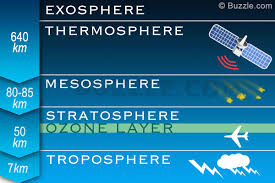 © Buzzle.com
EXOSPHERE
640
km
THERMOSPHERE
MESOSPHERE
80-85
km
STRATOSPHERE
50
km
OZONE LAYER
7km
TROPOSPHERE